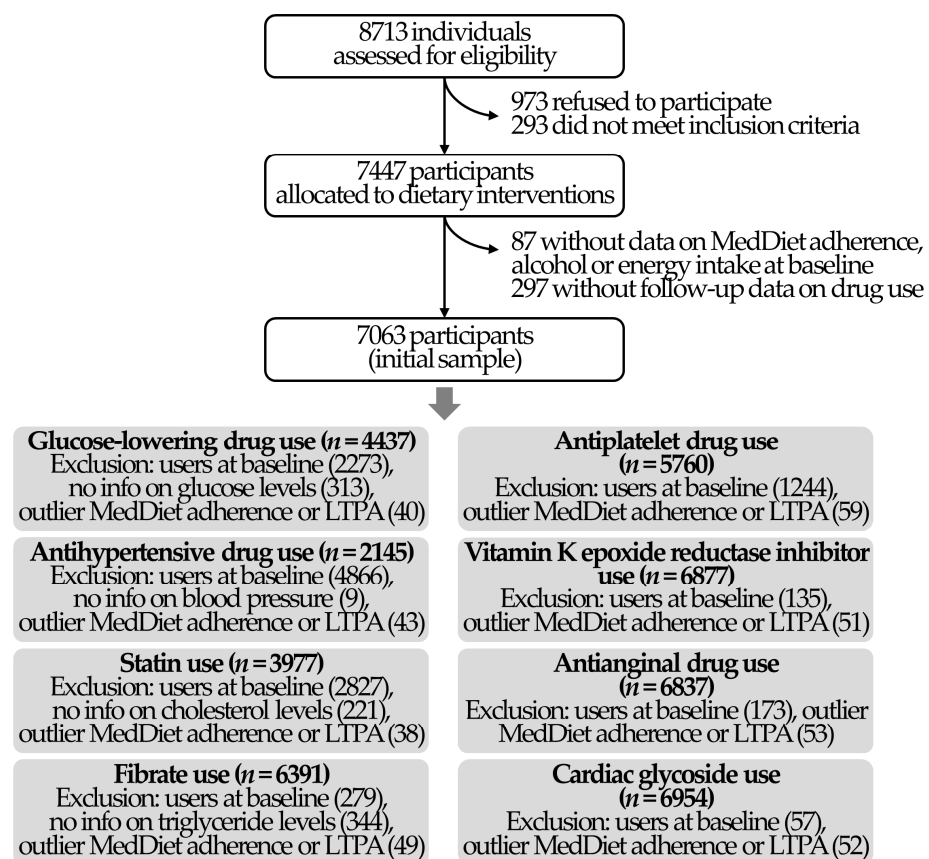 8713 individuals
assessed for eligibility
973 refused to participate
293 did not meet inclusion criteria
7447 participants
allocated to dietary interventions
87 without data on MedDiet adherence,
alcohol or energy intake at baseline
297 without follow-up data on drug use
7063 participants
(initial sample)
Glucose-lowering drug use (n = 4437)
Exclusion: users at baseline (2273),
no info on glucose levels (313),
outlier MedDiet adherence or LTPA (40)
Antihypertensive drug use (n = 2145)
Exclusion: users at baseline (4866),
no info on blood pressure (9),
outlier MedDiet adherence or LTPA (43)
Statin use (n = 3977)
Exclusion: users at baseline (2827),
no info on cholesterol levels (221),
outlier MedDiet adherence or LTPA (38)
Fibrate use (n = 6391)
Exclusion: users at baseline (279),
no info on triglyceride levels (344),
outlier MedDiet adherence or LTPA (49)
Antiplatelet drug use
(n = 5760)
Exclusion: users at baseline (1244),
outlier MedDiet adherence or LTPA (59)
Vitamin K epoxide reductase inhibitor
use (n = 6877)
Exclusion: users at baseline (135),
outlier MedDiet adherence or LTPA (51)
Antianginal drug use
(n = 6837)
Exclusion: users at baseline (173), outlier
MedDiet adherence or LTPA (53)
Cardiac glycoside use
(n = 6954)
Exclusion: users at baseline (57),
outlier MedDiet adherence or LTPA (52)